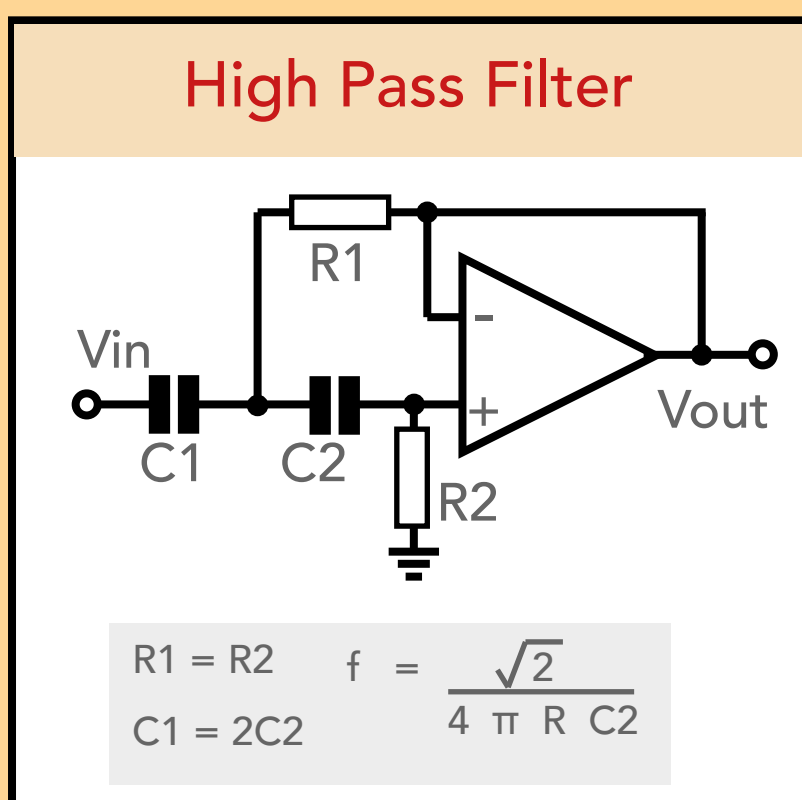 High Pass Filter
R1
-
Vin
+
Vout
C1
C2
R2
R1 = R2
f = √2 / 4 π R C2
C1 = 2C2